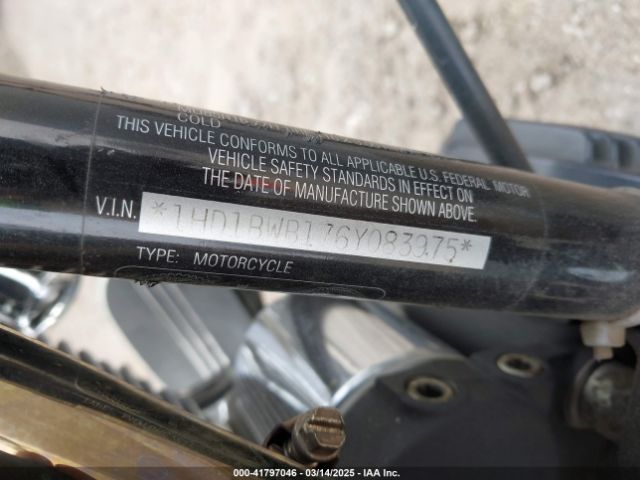 COLD
THIS VEHICLE CONFORMS TO ALL APPLICABLE U.S. FEDERAL MOTOR
VEHICLE SAFETY STANDARDS IN EFFECT ON
THE DATE OF MANUFACTURE SHOWN ABOVE.
V.I.N. *1HD1BWB176Y083975*
TYPE: MOTORCYCLE
000-41797046 — 03/14/2025 — IAA Inc.